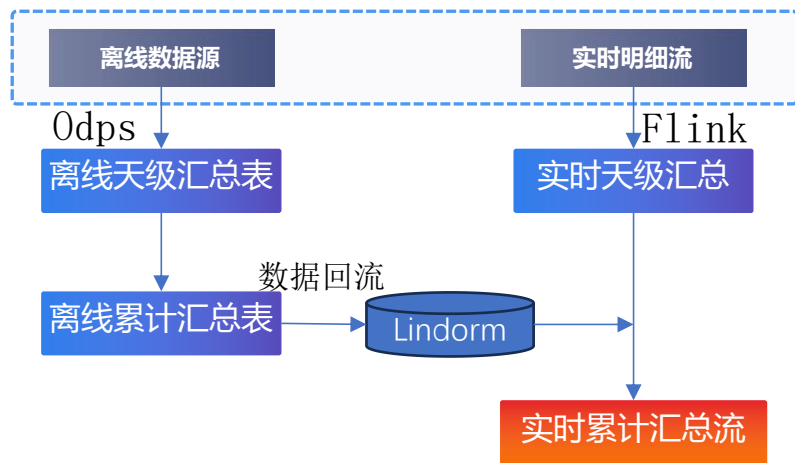 离线数据源
实时明细流
Odps
Flink
离线天级汇总表
实时天级汇总
数据回流
离线累计汇总表
Lindorm
实时累计汇总流